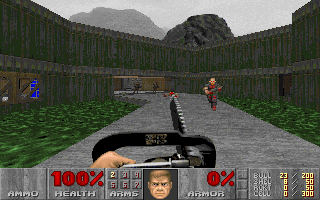 100% 2 3 4 0% BULL 23 / 200
5 6 7 SHEL 8 / 50
RCKT 0 / 50
AMMO HEALTH ARMS ARMOR CELL 0 / 300